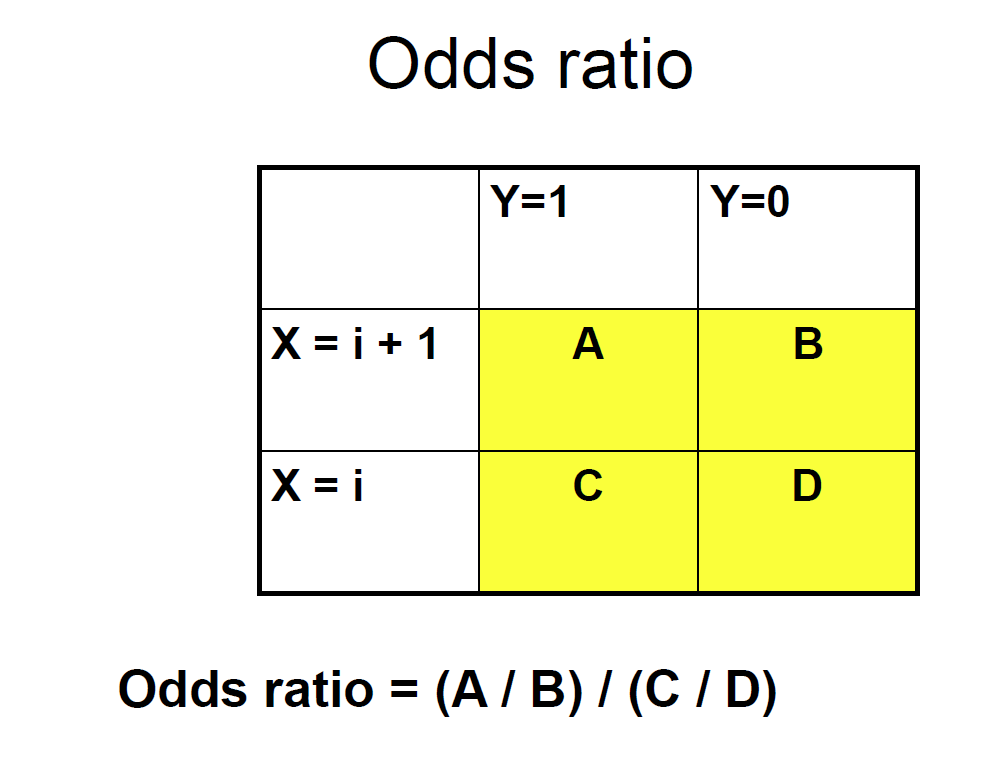 Odds ratio
Y=1 Y=0
X = i + 1 A B
X = i C D
Odds ratio = (A / B) / (C / D)